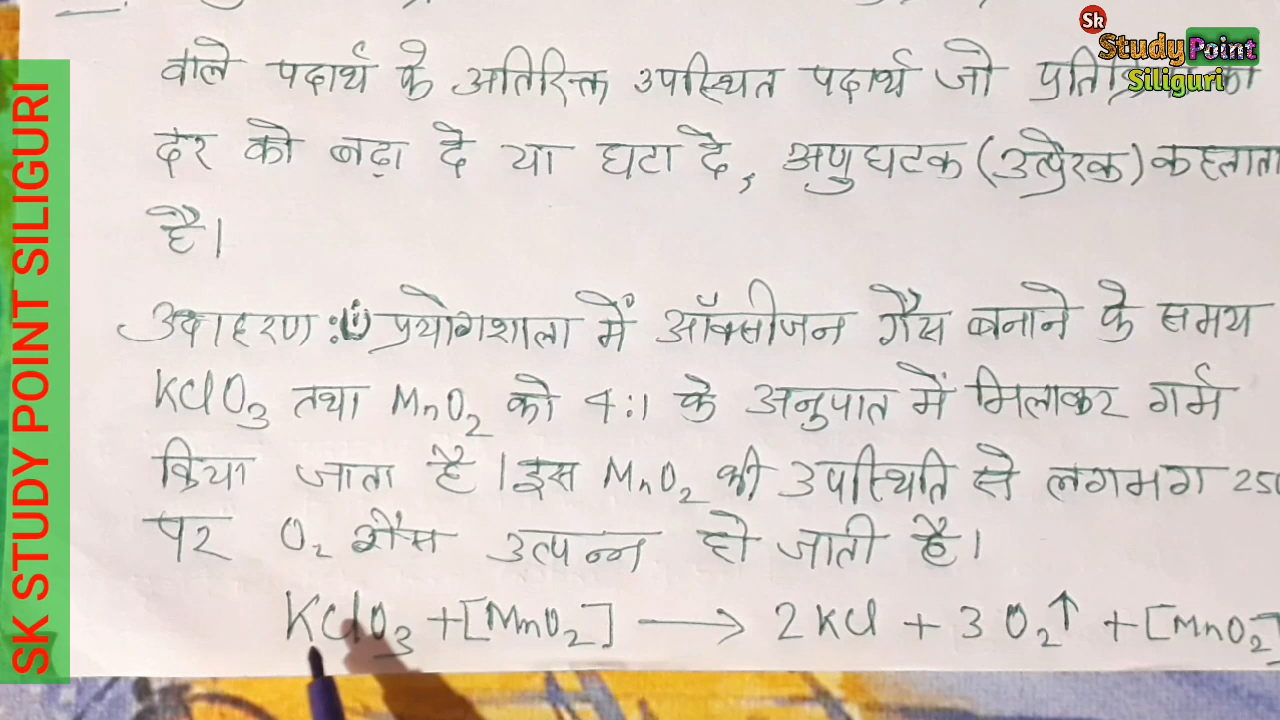 Sk
Study Point
Siliguri
SK STUDY POINT SILIGURI
वाले पदार्थ के अतिरिक्त उपस्थित पदार्थ जो
दर को बढ़ा दे या घटा दे, अणुघटक (उत्प्रेरक) कहलाता
है।
उदाहरण :(i) प्रयोगशाला में ऑक्सीजन गैस बनाने के समय
KClO3 तथा MnO2 को 4:1 के अनुपात में मिलाकर गर्म
किया जाता है। इस MnO2 की उपस्थिति से लगभग
पर O2 गैस उत्पन्न हो जाती है।
KClO3 + [MnO2] → 2KCl + 3O2↑ + [MnO2]